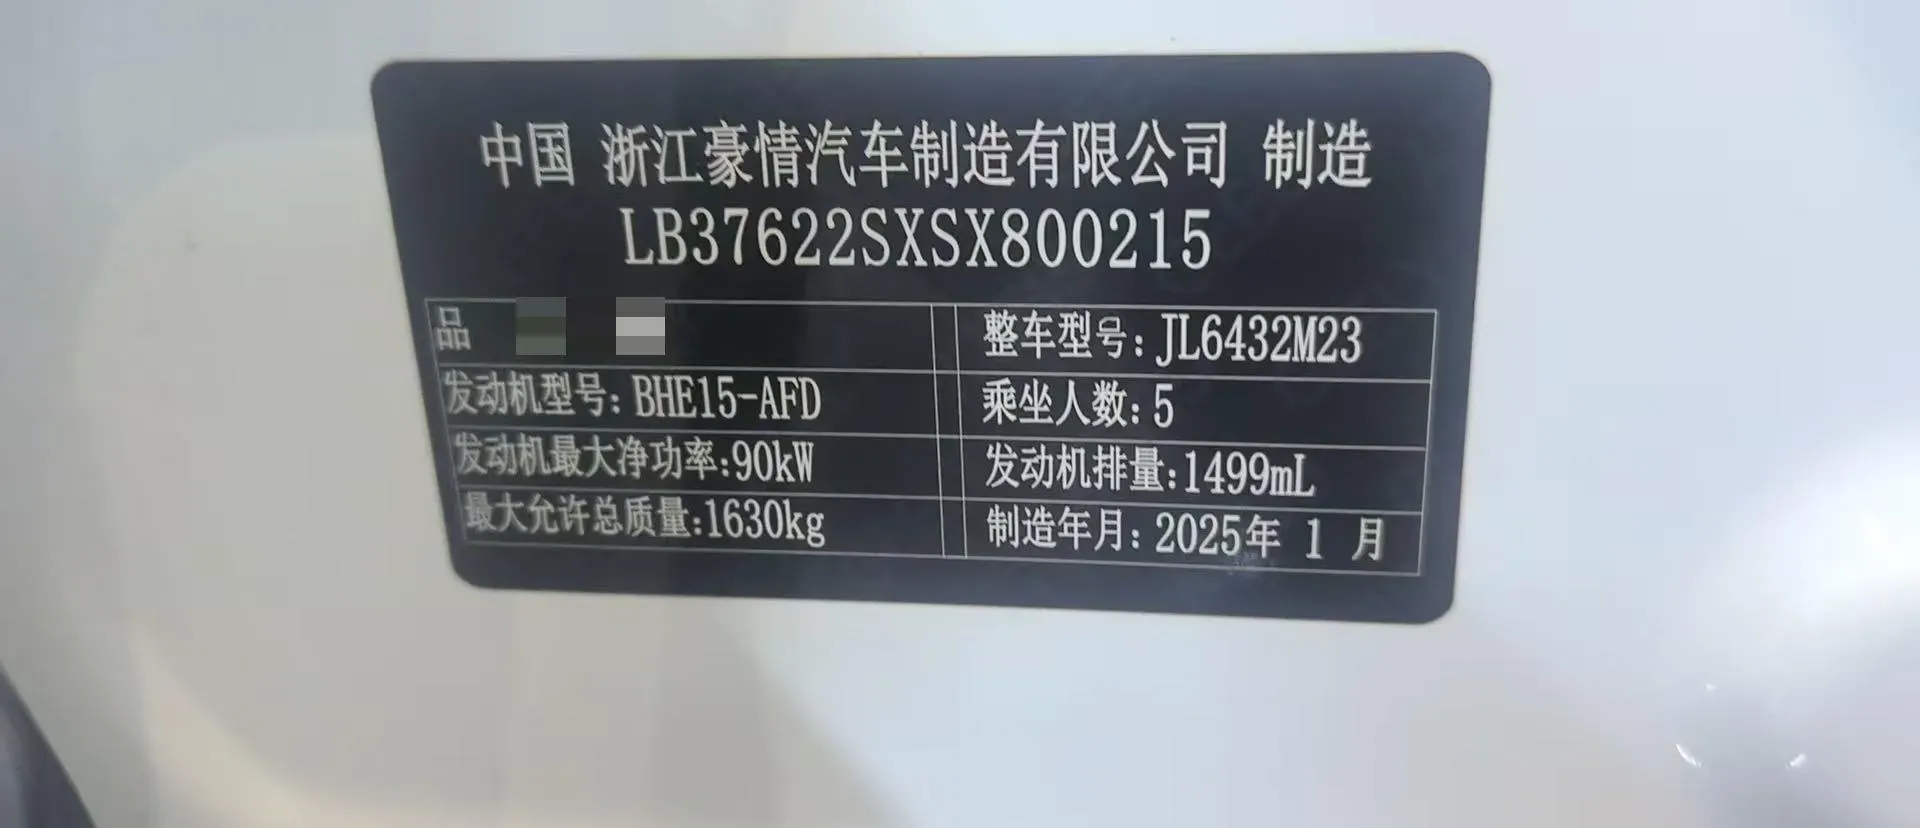 中国 浙江豪情汽车制造有限公司 制造
LB37622SXSX800215
品
整车型号:JL6432M23
发动机型号:BHE15-AFD
乘坐人数:5
发动机最大净功率:90kW
发动机排量:1499mL
最大允许总质量:1630kg
制造年月:2025年 1 月